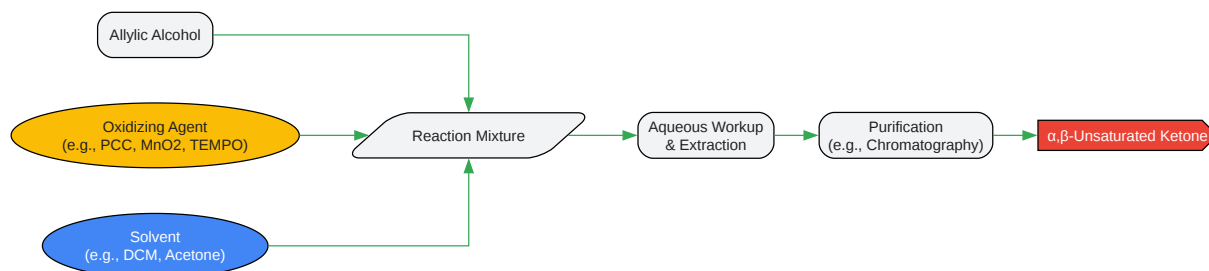 Allylic Alcohol
Oxidizing Agent
(e.g., PCC, MnO2, TEMPO)
Solvent
(e.g., DCM, Acetone)
Reaction Mixture
Aqueous Workup
& Extraction
Purification
(e.g., Chromatography)
α,β-Unsaturated Ketone